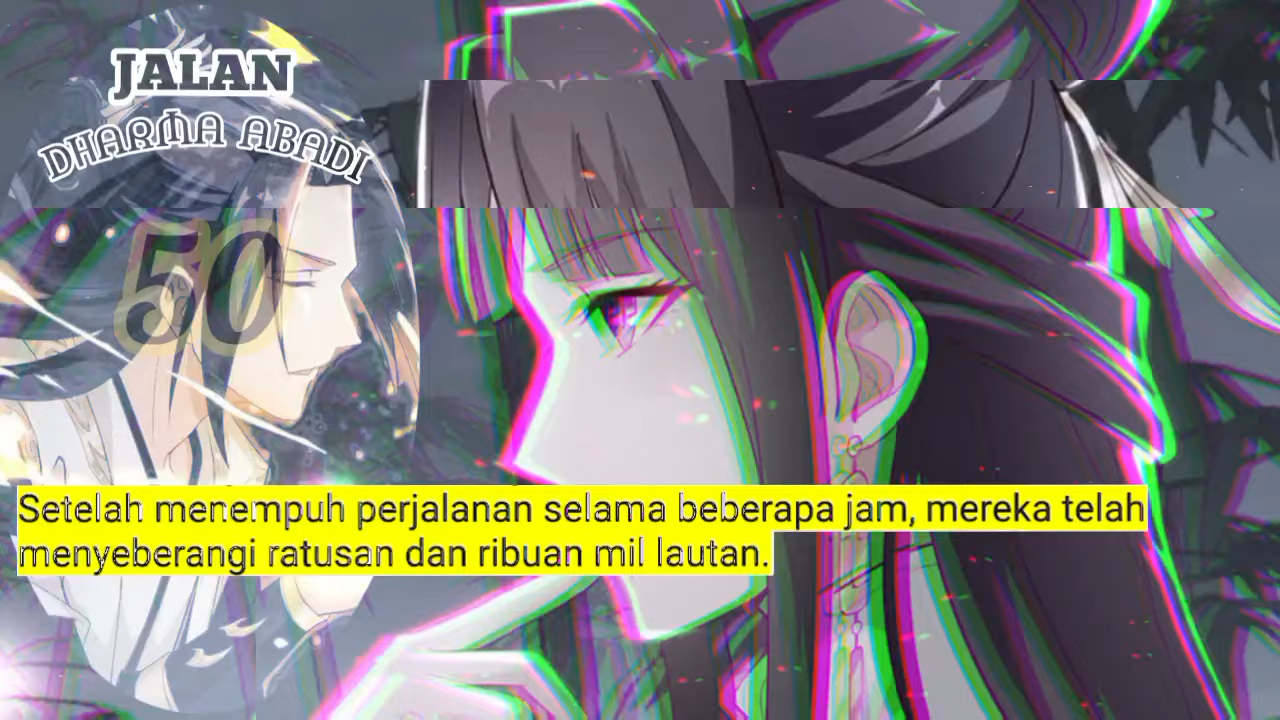 JALAN
DHARMA ABADI
50
Setelah menempuh perjalanan selama beberapa jam, mereka telah
menyeberangi ratusan dan ribuan mil lautan.